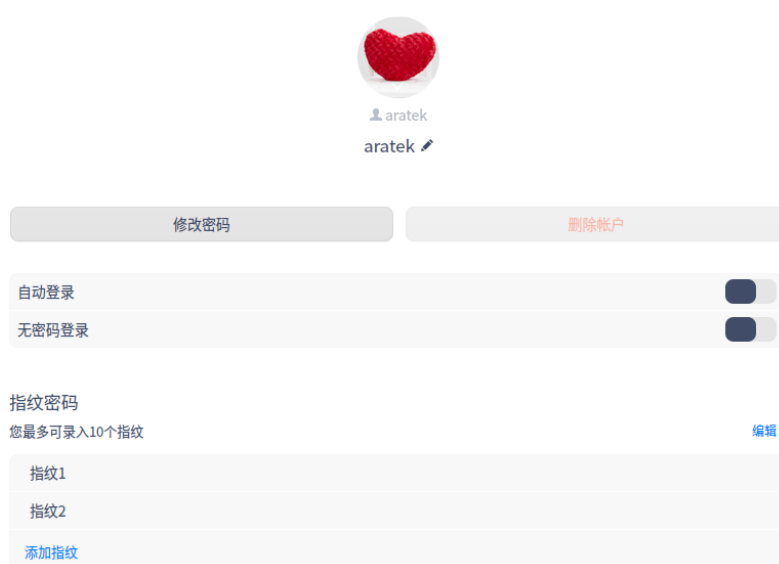 aratek
aratek
修改密码
删除帐户
自动登录
无密码登录
指纹密码
您最多可录入10个指纹
编辑
指纹1
指纹2
添加指纹